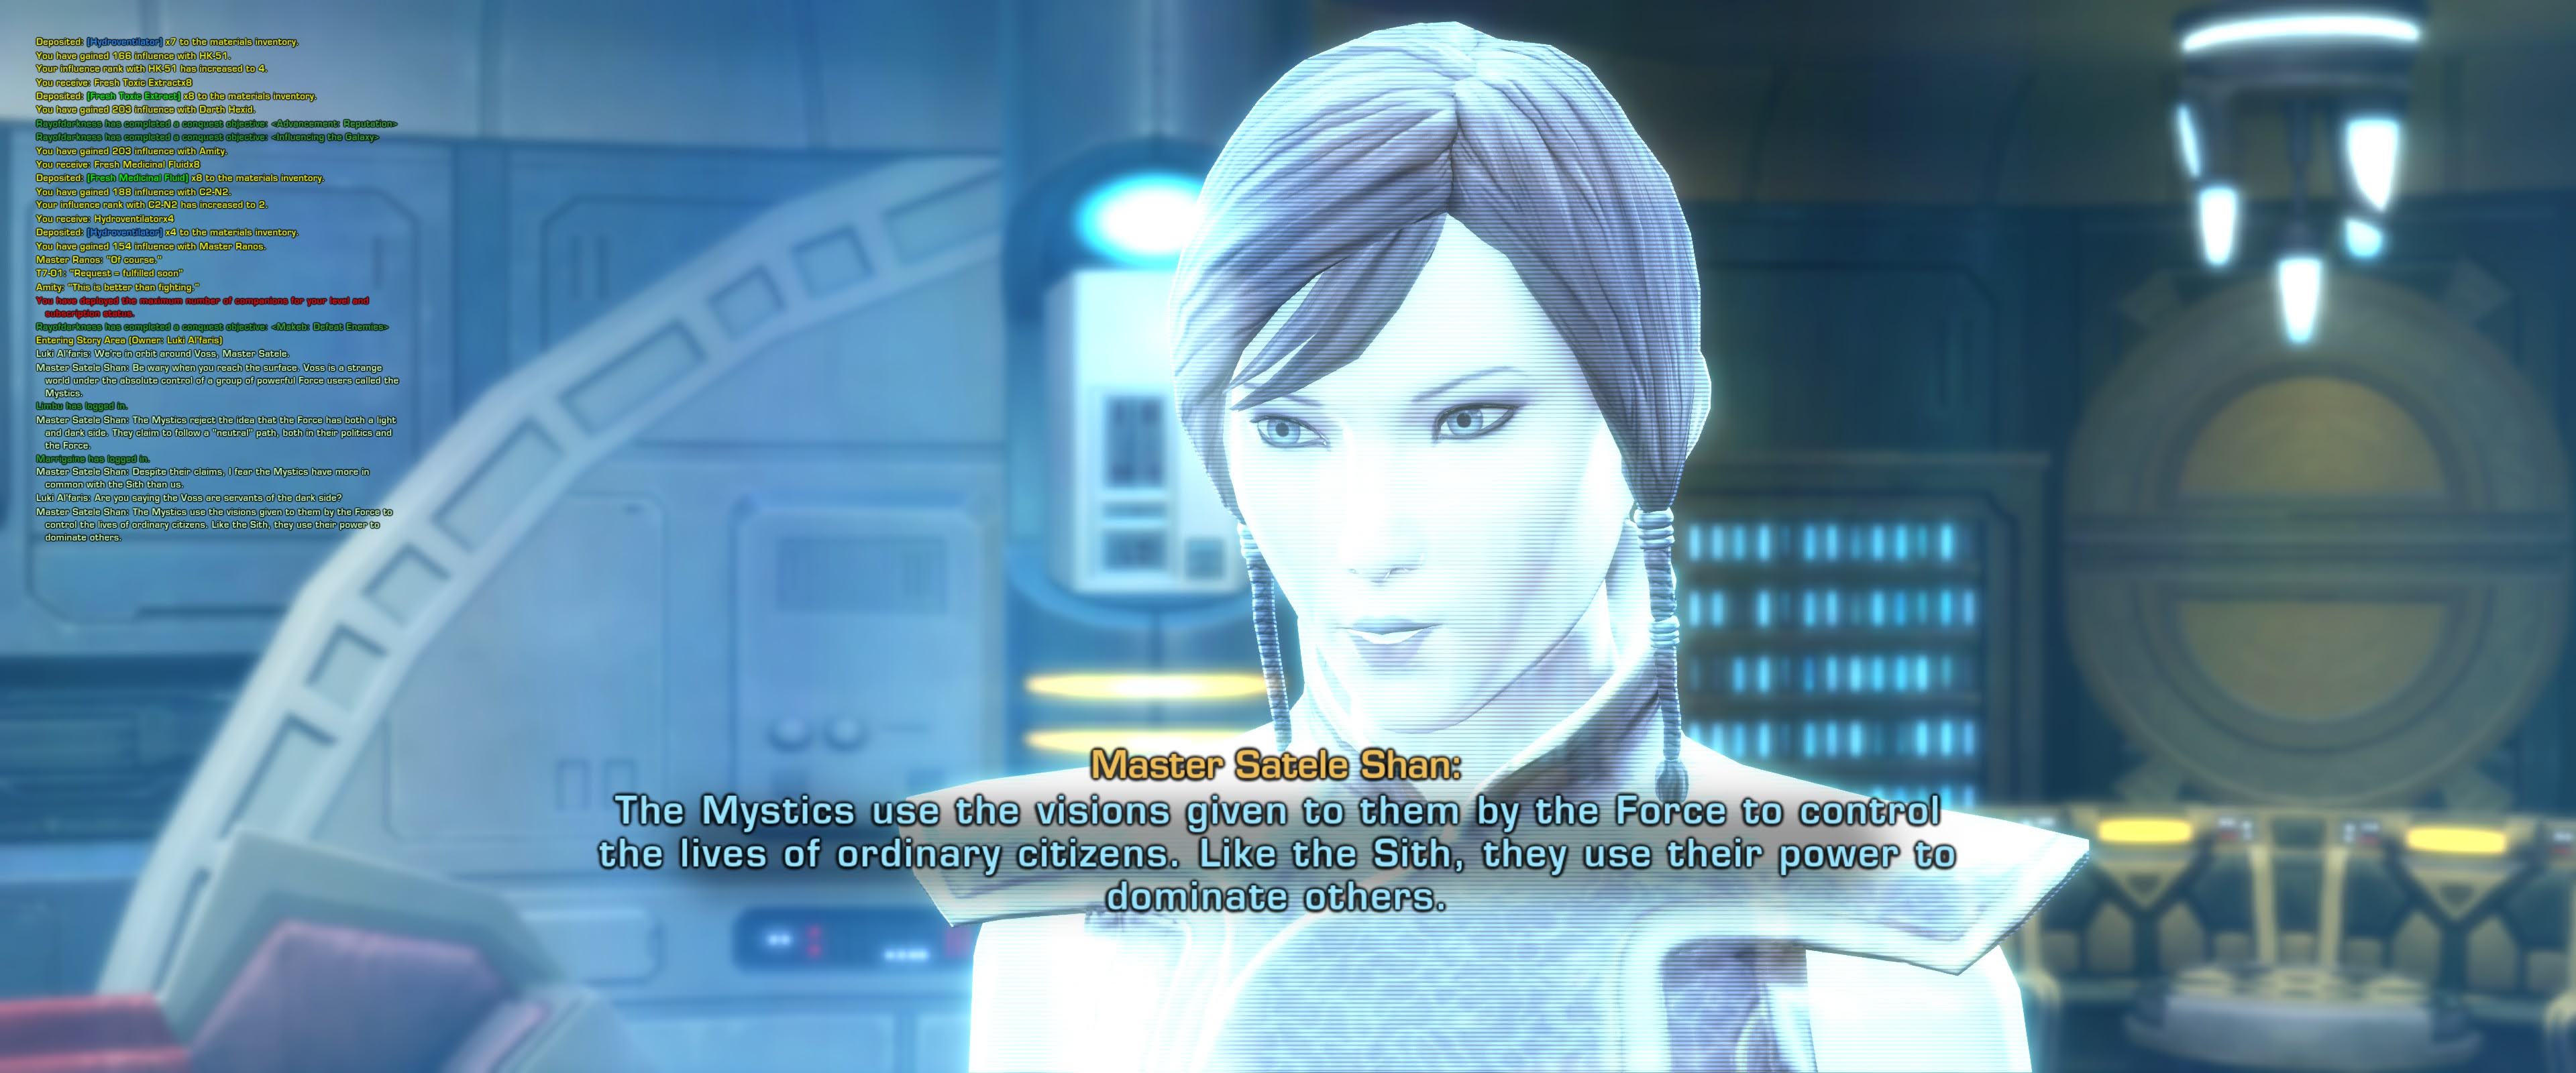 Deposited: [Hydroventilator] x7 to the materials inventory.
You have gained 166 influence with HK-51.
Your influence rank with HK-51 has increased to 4.
You receive: Fresh Toxic Extractx8
Deposited: [Fresh Toxic Extract] x8 to the materials inventory.
You have gained 203 influence with Darth Hexid.
Rayofdarkness has completed a conquest objective: <Advancement: Reputation>
Rayofdarkness has completed a conquest objective: <Influencing the Galaxy>
You have gained 203 influence with Amity.
You receive: Fresh Medicinal Fluidx8
Deposited: [Fresh Medicinal Fluid] x8 to the materials inventory.
You have gained 188 influence with C2-N2.
Your influence rank with C2-N2 has increased to 2.
You receive: Hydroventilatorx4
Deposited: [Hydroventilator] x4 to the materials inventory.
You have gained 154 influence with Master Ranos.
Master Ranos: "Of course."
T7-01: "Request = fulfilled soon"
Amity: "This is better than fighting."
You have deployed the maximum number of companions for your level and
subscription status.
Rayofdarkness has completed a conquest objective: <Makeb: Defeat Enemies>
Entering Story Area (Owner: Luki Al'faris)
Luki Al'faris: We're in orbit around Voss, Master Satele.
Master Satele Shan: Be wary when you reach the surface. Voss is a strange
world under the absolute control of a group of powerful Force users called the
Mystics.
Limbu has logged in.
Master Satele Shan: The Mystics reject the idea that the Force has both a light
and dark side. They claim to follow a "neutral" path, both in their politics and
the Force.
Marrigaine has logged in.
Master Satele Shan: Despite their claims, I fear the Mystics have more in
common with the Sith than us.
Luki Al'faris: Are you saying the Voss are servants of the dark side?
Master Satele Shan: The Mystics use the visions given to them by the Force to
control the lives of ordinary citizens. Like the Sith, they use their power to
dominate others.
Master Satele Shan:
The Mystics use the visions given to them by the Force to control
the lives of ordinary citizens. Like the Sith, they use their power to
dominate others.